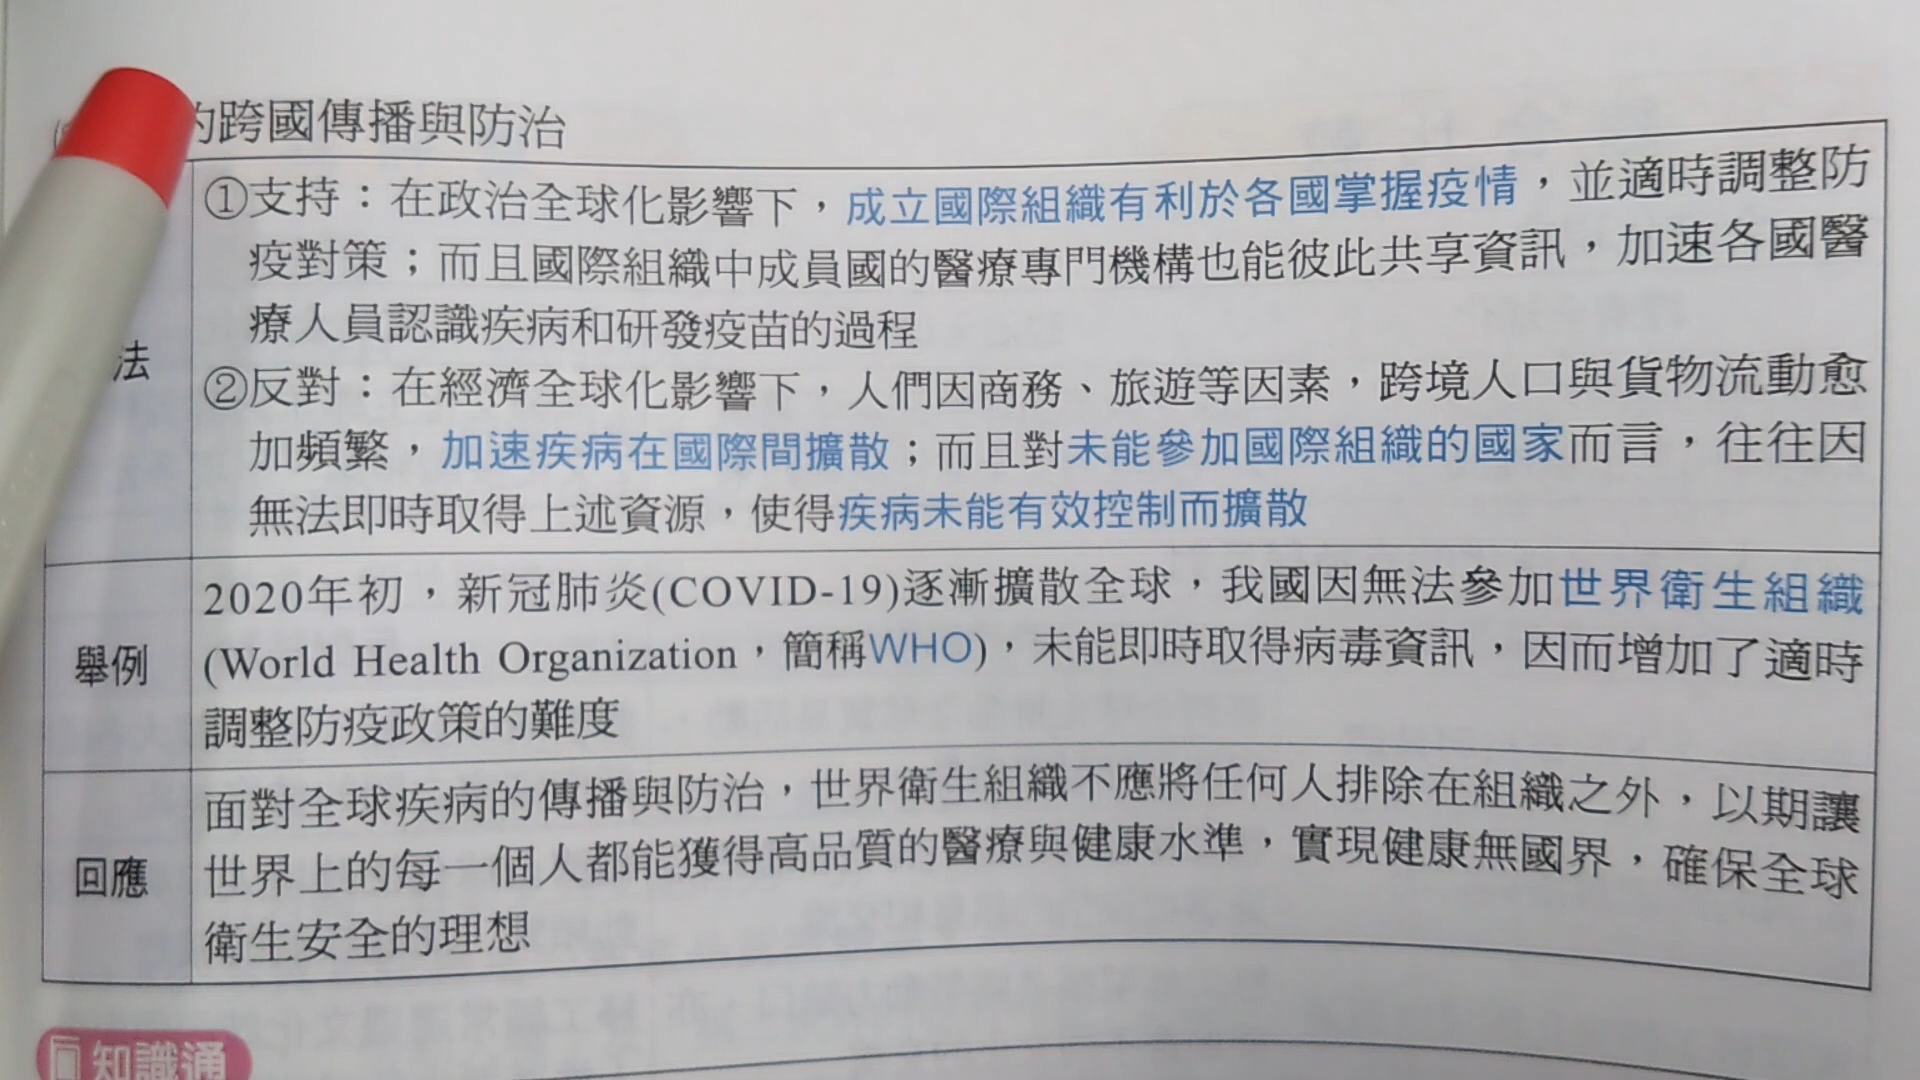 的跨國傳播與防治
①支持：在政治全球化影響下，成立國際組織有利於各國掌握疫情，並適時調整防
疫對策；而且國際組織中成員國的醫療專門機構也能彼此共享資訊，加速各國醫
療人員認識疾病和研發疫苗的過程
法
②反對：在經濟全球化影響下，人們因商務、旅遊等因素，跨境人口與貨物流動愈
加頻繁，加速疾病在國際間擴散；而且對未能參加國際組織的國家而言，往往因
無法即時取得上述資源，使得疾病未能有效控制而擴散
舉例
2020年初，新冠肺炎(COVID-19)逐漸擴散全球，我國因無法參加世界衛生組織
(World Health Organization，簡稱WHO)，未能即時取得病毒資訊，因而增加了適時
調整防疫政策的難度
回應
面對全球疾病的傳播與防治，世界衛生組織不應將任何人排除在組織之外，以期讓
世界上的每一個人都能獲得高品質的醫療與健康水準，實現健康無國界，確保全球
衛生安全的理想
知識通